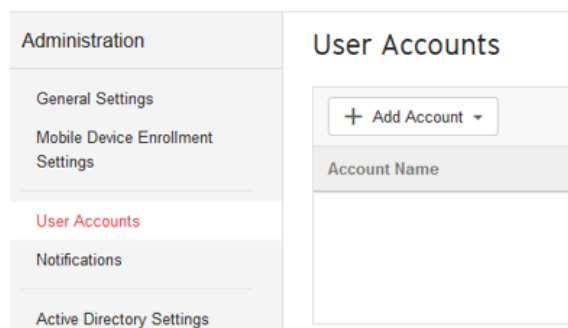 Administration
General Settings
Mobile Device Enrollment
Settings
User Accounts
Notifications
Active Directory Settings
User Accounts
+ Add Account
Account Name